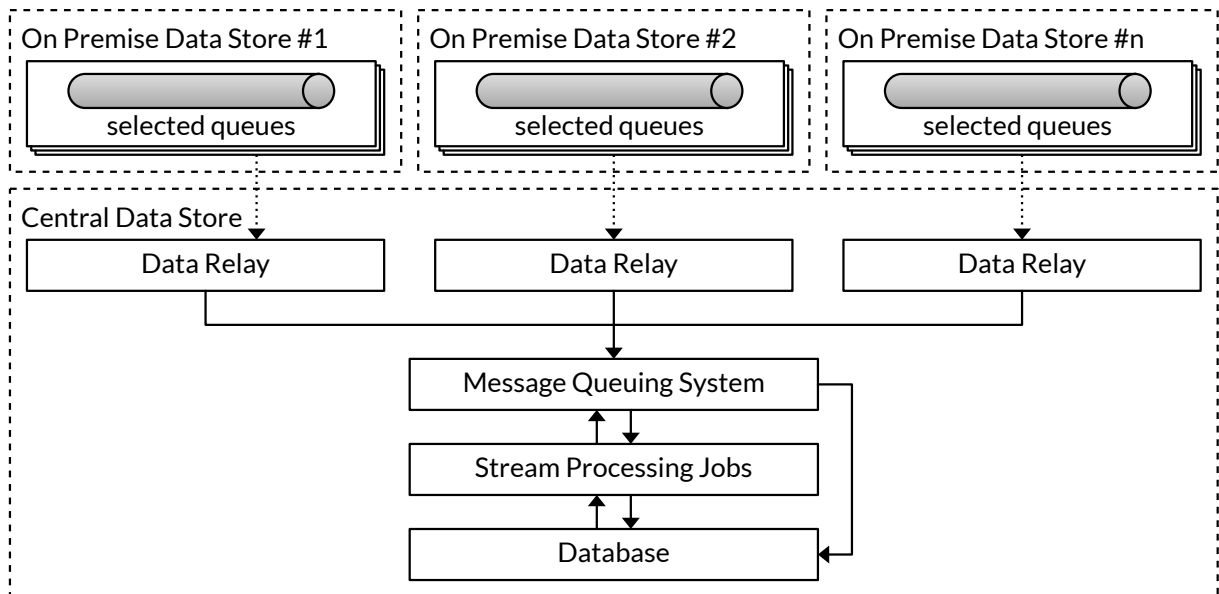 On Premise Data Store #1
On Premise Data Store #2
On Premise Data Store #n
selected queues
selected queues
selected queues
Central Data Store
Data Relay
Data Relay
Data Relay
Message Queuing System
Stream Processing Jobs
Database